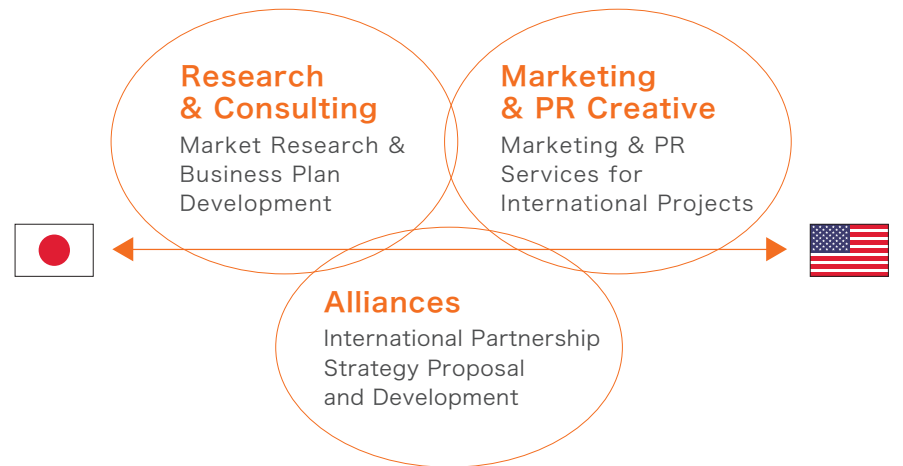 Research
& Consulting
Market Research &
Business Plan
Development
Marketing
& PR Creative
Marketing & PR
Services for
International Projects
Alliances
International Partnership
Strategy Proposal
and Development